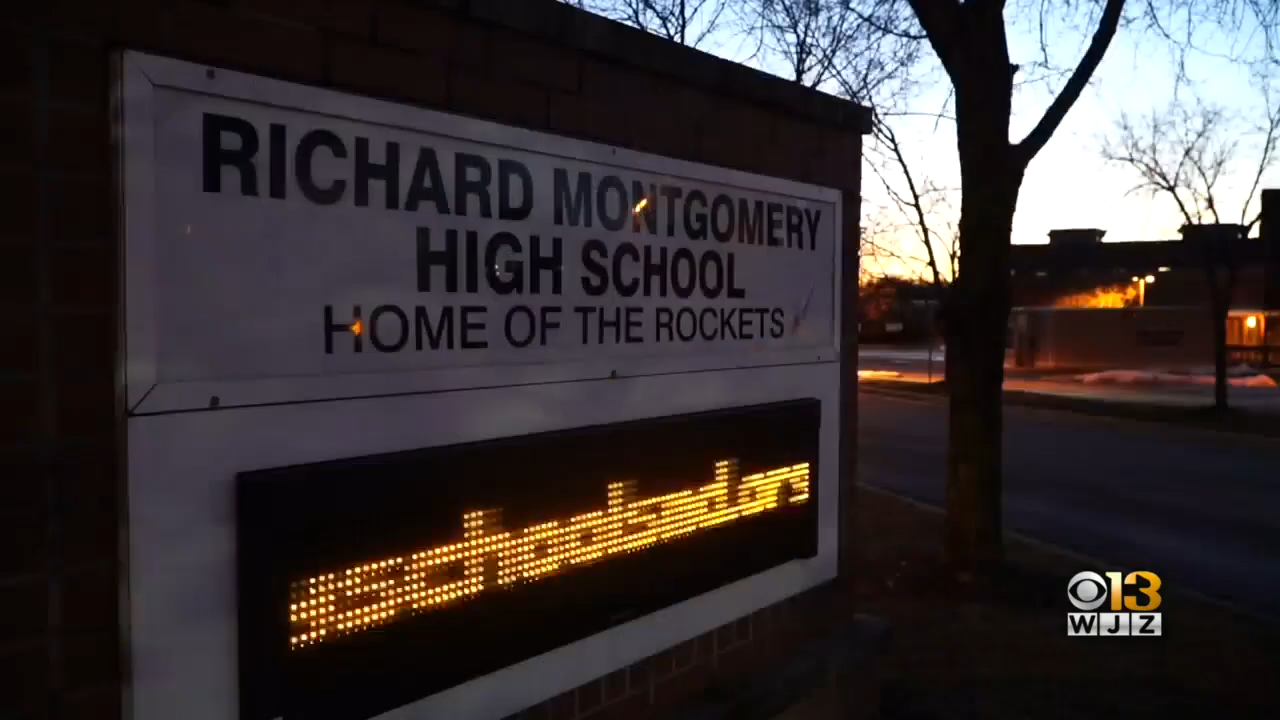 RICHARD MONTGOMERY
HIGH SCHOOL
HOME OF THE ROCKETS
13
WJZ